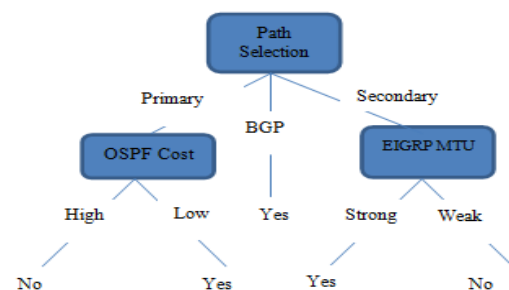 Path
Selection
Primary
Secondary
BGP
OSPF Cost
EIGRP MTU
High
Low
Yes
Strong
Weak
No
Yes
Yes
No